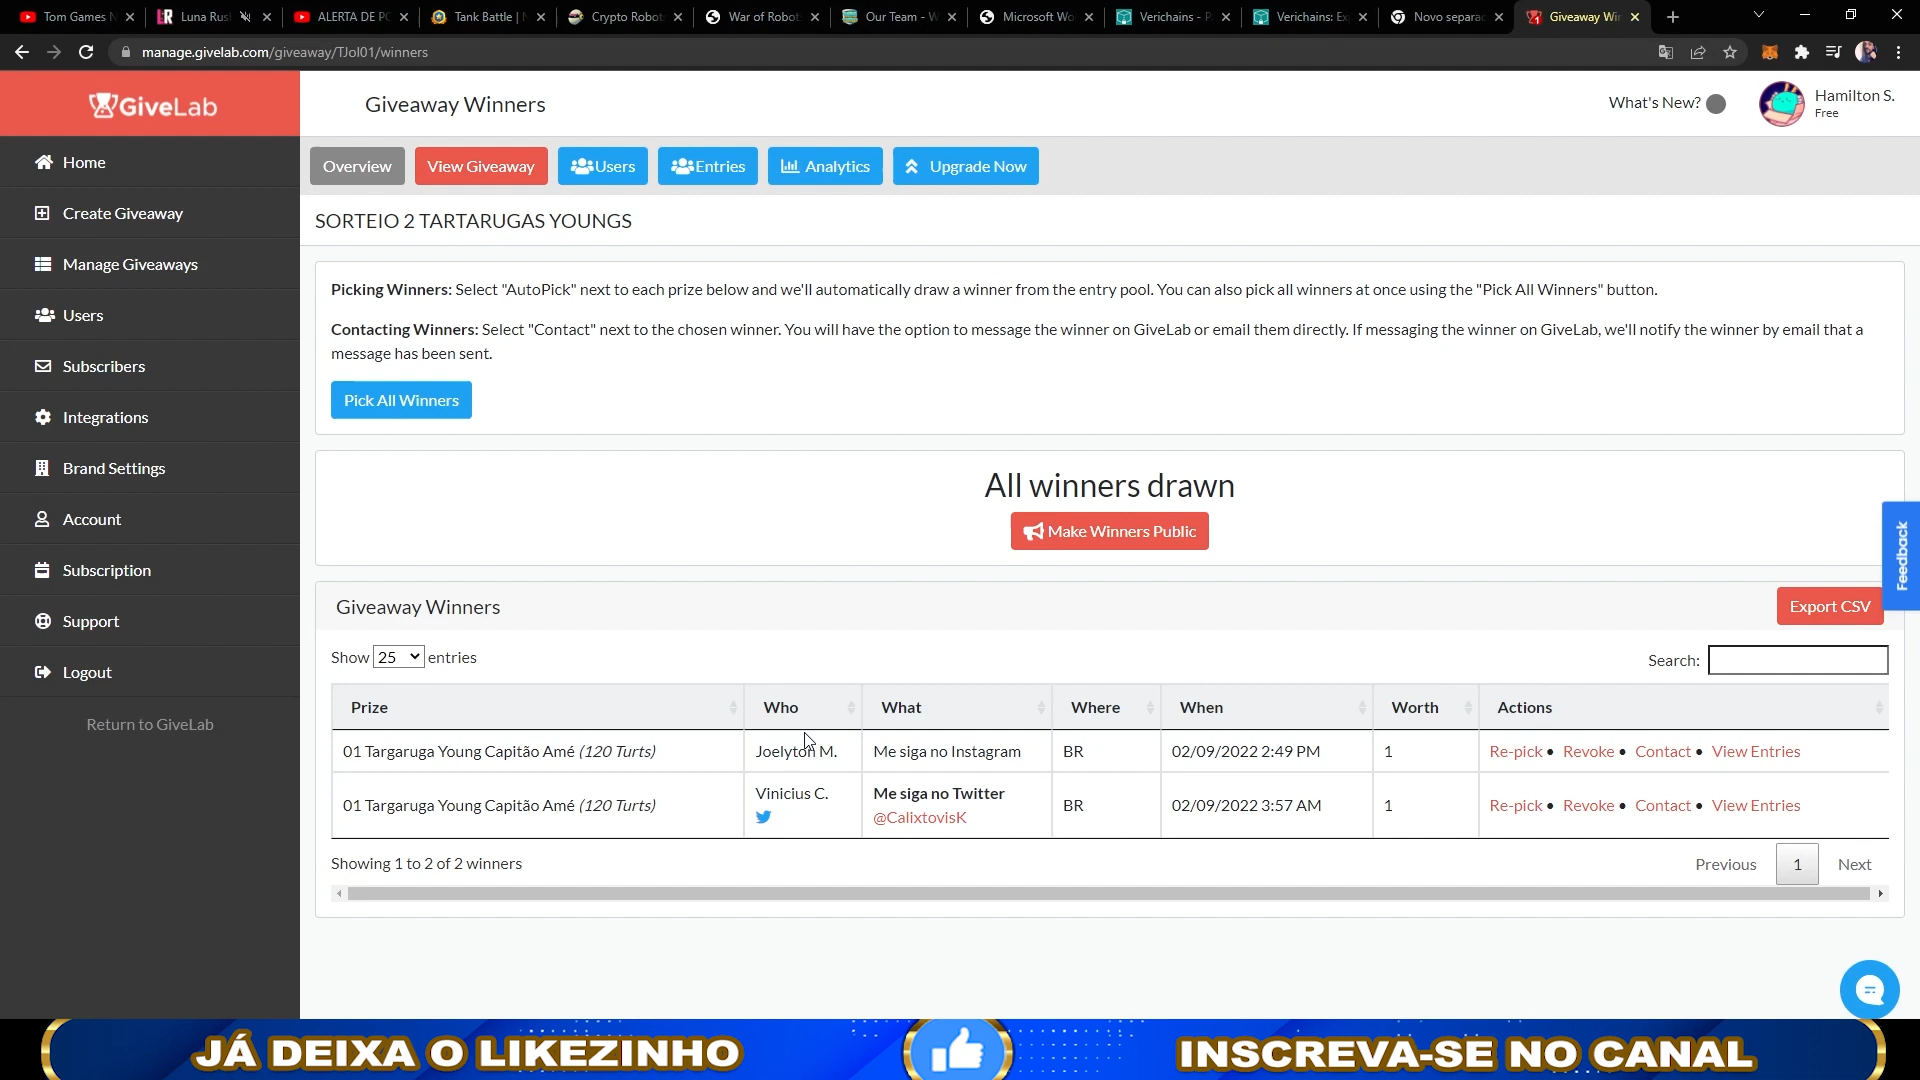 Tom Games N
Luna Rus
ALERTA DE PO
Tank Battle | N
Crypto Robot
War of Robot
Our Team - W
Microsoft Wo
Verichains - P
Verichains: Ex
Novo separad
Giveaway Win
manage.givelab.com/giveaway/TJol01/winners
GiveLab
Giveaway Winners
What's New?
Hamilton S.
Free
Home
Create Giveaway
Manage Giveaways
Users
Subscribers
Integrations
Brand Settings
Account
Subscription
Support
Logout
Return to GiveLab
Overview
View Giveaway
Users
Entries
Analytics
Upgrade Now
SORTEIO 2 TARTARUGAS YOUNGS
Picking Winners: Select "AutoPick" next to each prize below and we'll automatically draw a winner from the entry pool. You can also pick all winners at once using the "Pick All Winners" button.
Contacting Winners: Select "Contact" next to the chosen winner. You will have the option to message the winner on GiveLab or email them directly. If messaging the winner on GiveLab, we'll notify the winner by email that a
message has been sent.
Pick All Winners
All winners drawn
Make Winners Public
Feedback
Giveaway Winners
Export CSV
Show 25 entries
Search:
Prize Who What Where When Worth Actions
01 Targaruga Young Capitão Amé (120 Turts) Joelyton M. Me siga no Instagram BR 02/09/2022 2:49 PM 1 Re-pick • Revoke • Contact • View Entries
01 Targaruga Young Capitão Amé (120 Turts) Vinicius C. Me siga no Twitter @CalixtovisK BR 02/09/2022 3:57 AM 1 Re-pick • Revoke • Contact • View Entries
Showing 1 to 2 of 2 winners
Previous 1 Next
JÁ DEIXA O LIKEZINHO
INSCREVA-SE NO CANAL